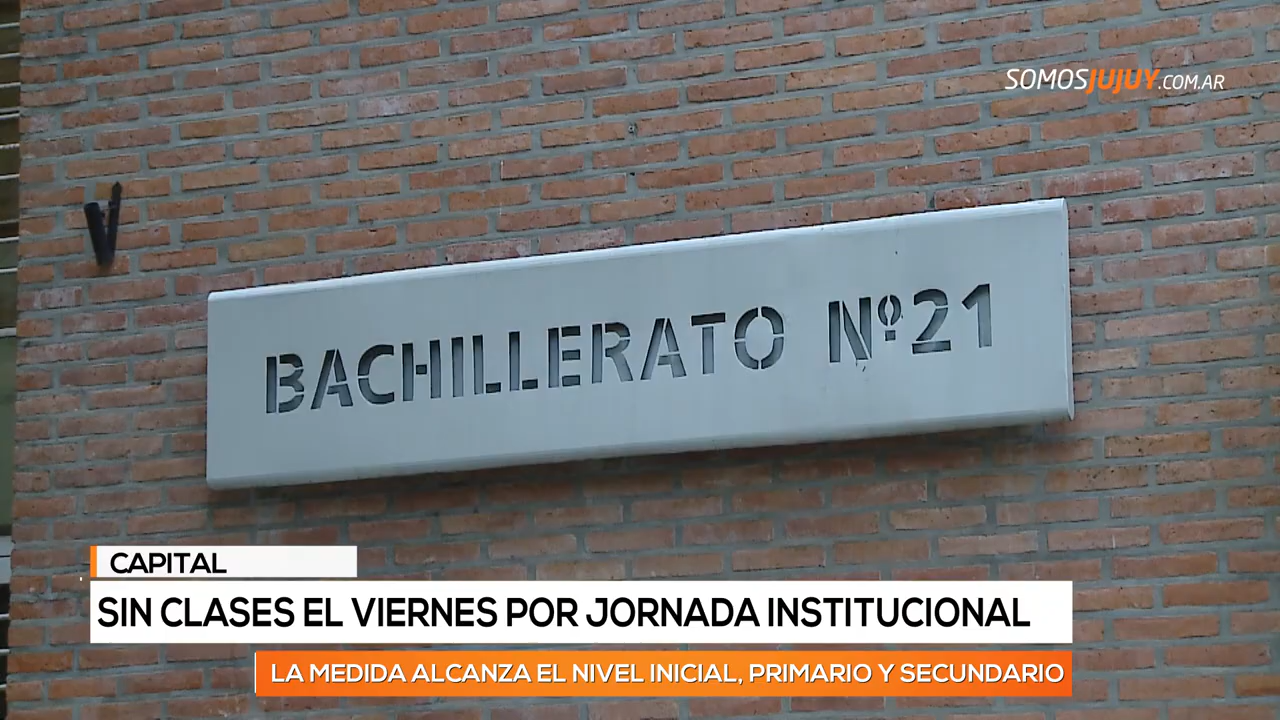 SOMOSJUJUY.COM.AR
BACHILLERATO Nº21
CAPITAL
SIN CLASES EL VIERNES POR JORNADA INSTITUCIONAL
LA MEDIDA ALCANZA EL NIVEL INICIAL, PRIMARIO Y SECUNDARIO